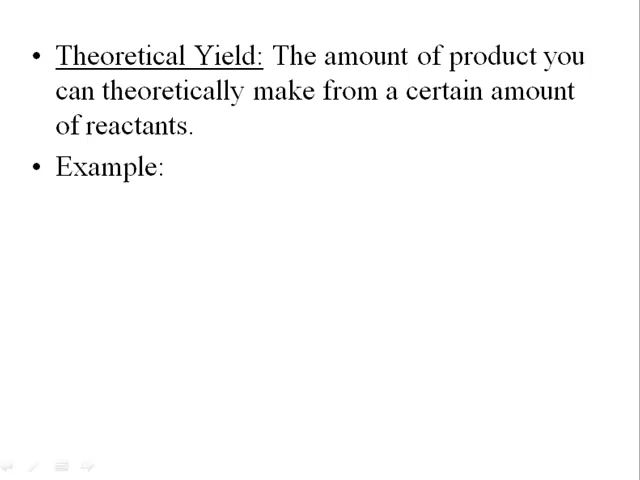 • Theoretical Yield: The amount of product you
can theoretically make from a certain amount
of reactants.
• Example: